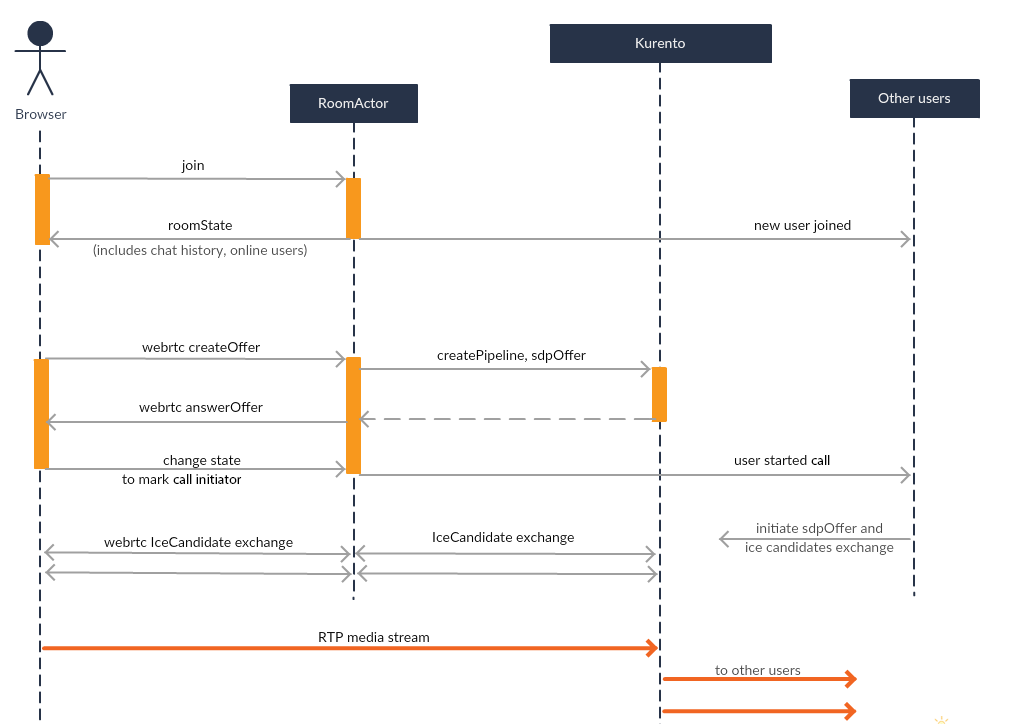 Kurento
Other users
RoomActor
Browser
join
roomState
new user joined
(includes chat history, online users)
webrtc createOffer
createPipeline, sdpOffer
webrtc answerOffer
change state
user started call
to mark call initiator
initiate sdpOffer and
IceCandidate exchange
webrtc IceCandidate exchange
ice candidates exchange
RTP media stream
to other users